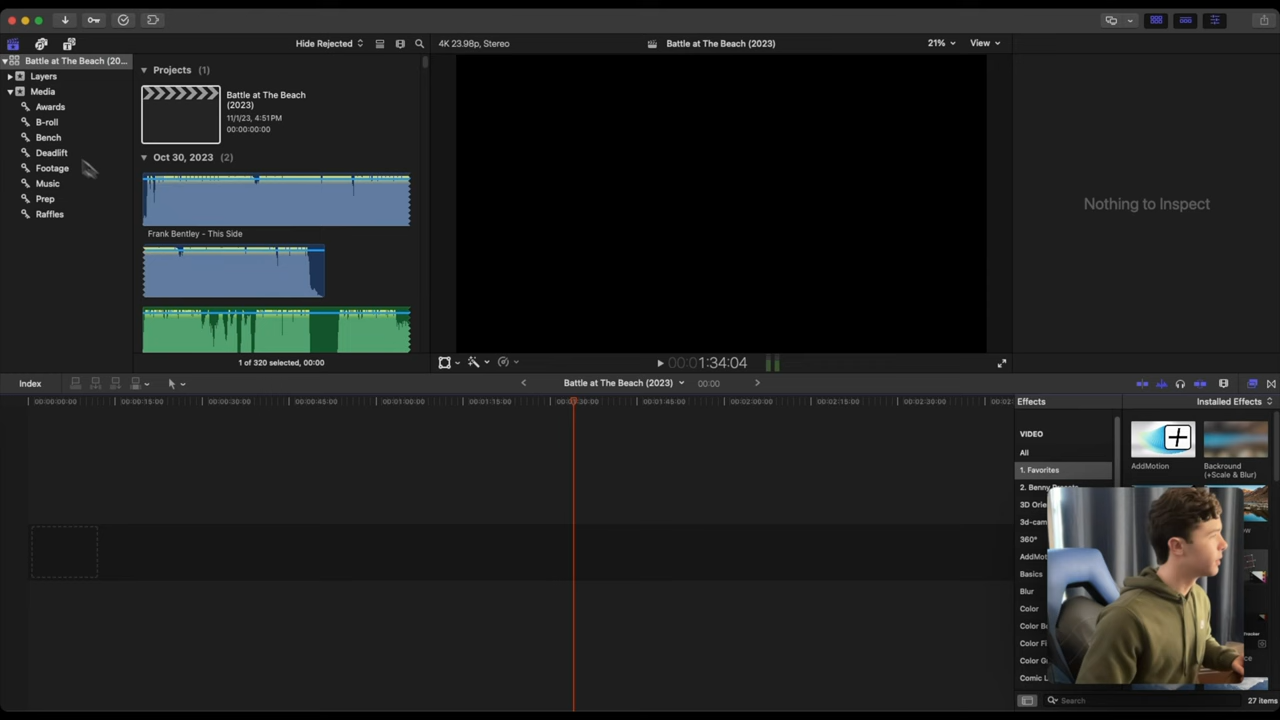 Hide Rejected
4K 23.98p, Stereo
Battle at The Beach (2023)
21%
View
Battle at The Beach (20...
Layers
Media
Awards
B-roll
Bench
Deadlift
Footage
Music
Prep
Raffles
Projects (1)
Battle at The Beach
(2023)
11/1/23, 4:51PM
00:00:00:00
Oct 30, 2023 (2)
Frank Bentley - This Side
1 of 320 selected, 00:00
00:00:1:34:04
Nothing to Inspect
Index
Battle at The Beach (2023)
00:00
00:00:00:00
00:00:15:00
00:00:30:00
00:00:45:00
00:01:00:00
00:01:15:00
00:01:30:00
00:01:45:00
00:02:00:00
00:02:15:00
00:02:30:00
Effects
Installed Effects
VIDEO
All
1. Favorites
2. Benny Presets
3D Orie
3d-cam
360°
AddMot
Basics
Blur
Color
Color B
Color Fi
Color G
Comic L
AddMotion
Backround
(+Scale & Blur)
Search
27 items